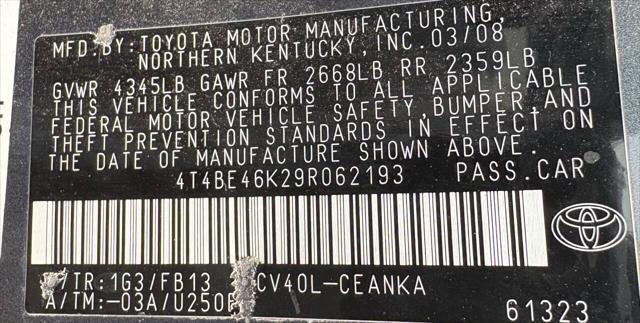 MFD. BY: TOYOTA MOTOR MANUFACTURING,
NORTHERN KENTUCKY, INC. 03/08
GVWR 4345LB GAWR FR 2668LB RR 2359LB
THIS VEHICLE CONFORMS TO ALL APPLICABLE
FEDERAL MOTOR VEHICLE SAFETY, BUMPER, AND
THEFT PREVENTION STANDARDS IN EFFECT ON
THE DATE OF MANUFACTURE SHOWN ABOVE.
4T4BE46K29R062193 PASS. CAR
/TR:1G3/FB13 CV40L-CEANKA
A/TM:-03A/U250 61323